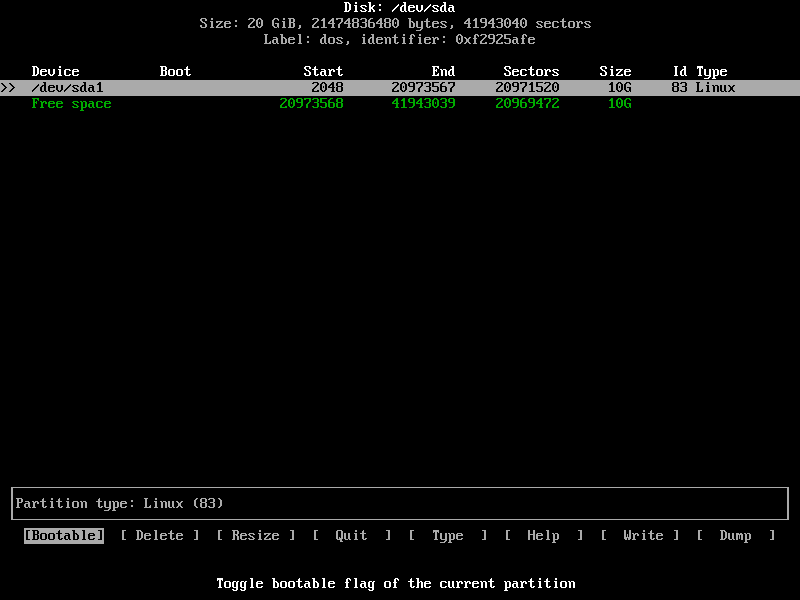 Disk: /dev/sda
Size: 20 GiB, 21474836480 bytes, 41943040 sectors
Label: dos, identifier: 0xf2925afe
Device Boot Start End Sectors Size Id Type
>> /dev/sda1 2048 20973567 20971520 10G 83 Linux
Free space 20973568 41943039 20969472 10G
Partition type: Linux (83)
[Bootable] [ Delete ] [ Resize ] [ Quit ] [ Type ] [ Help ] [ Write ] [ Dump ]
Toggle bootable flag of the current partition